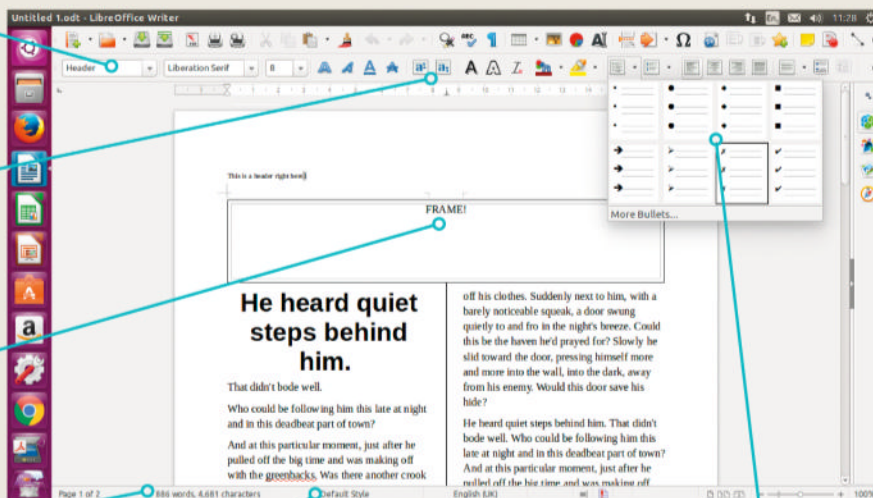 Untitled 1.odt - LibreOffice Writer
En
11:28
Header
Liberation Serif
8
This is a header right here
FRAME!
More Bullets...
He heard quiet
steps behind
him.
That didn't bode well.
Who could be following him this late at night
and in this deadbeat part of town?
And at this particular moment, just after he
pulled off the big time and was making off
with the greenbacks. Was there another crook
off his clothes. Suddenly next to him, with a
barely noticeable squeak, a door swung
quietly to and fro in the night's breeze. Could
this be the haven he'd prayed for? Slowly he
slid toward the door, pressing himself more
and more into the wall, into the dark, away
from his enemy. Would this door save his
hide?
He heard quiet steps behind him. That didn't
bode well. Who could be following him this
late at night and in this deadbeat part of town?
And at this particular moment, just after he
pulled off the big time and was making off
Page 1 of 2
886 words, 4,681 characters
Default Style
English (UK)
100%